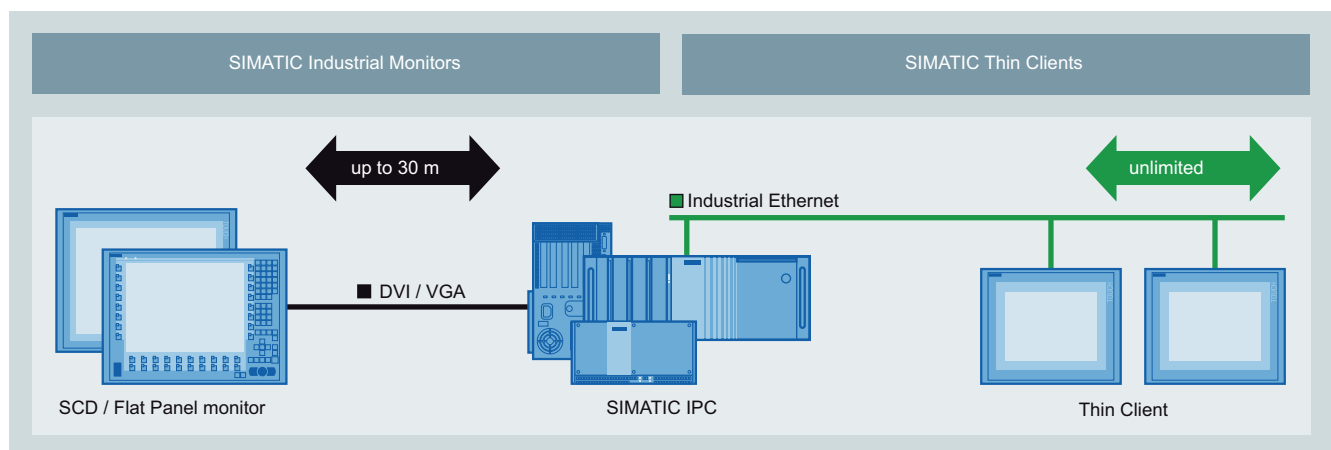 SIMATIC Industrial Monitors
SIMATIC Thin Clients
up to 30 m
unlimited
Industrial Ethernet
DVI / VGA
SCD / Flat Panel monitor
SIMATIC IPC
Thin Client